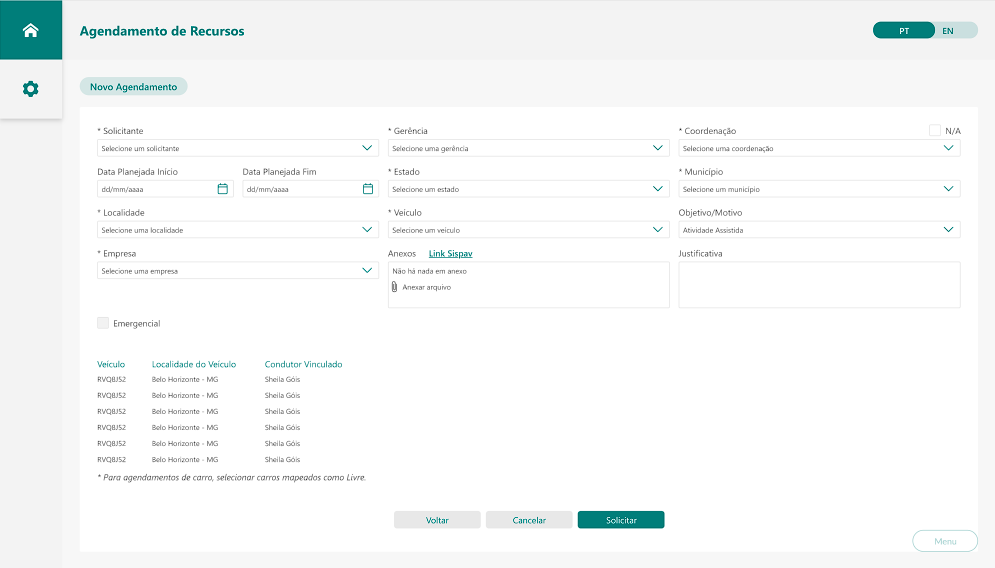 Agendamento de Recursos
PT EN
Novo Agendamento
* Solicitante
Selecione um solicitante
* Gerência
Selecione uma gerência
* Coordenação
N/A
Selecione uma coordenação
Data Planejada Início
dd/mm/aaaa
Data Planejada Fim
dd/mm/aaaa
* Estado
Selecione um estado
* Município
Selecione um município
* Localidade
Selecione uma localidade
* Veículo
Selecione um veículo
Objetivo/Motivo
Atividade Assistida
* Empresa
Selecione uma empresa
Anexos Link Sispav
Não há nada em anexo
Anexar arquivo
Justificativa
Emergencial
Veículo Localidade do Veículo Condutor Vinculado
RVQ8J52 Belo Horizonte - MG Sheila Góis
RVQ8J52 Belo Horizonte - MG Sheila Góis
RVQ8J52 Belo Horizonte - MG Sheila Góis
RVQ8J52 Belo Horizonte - MG Sheila Góis
RVQ8J52 Belo Horizonte - MG Sheila Góis
RVQ8J52 Belo Horizonte - MG Sheila Góis
* Para agendamentos de carro, selecionar carros mapeados como Livre.
Voltar Cancelar Solicitar
Menu